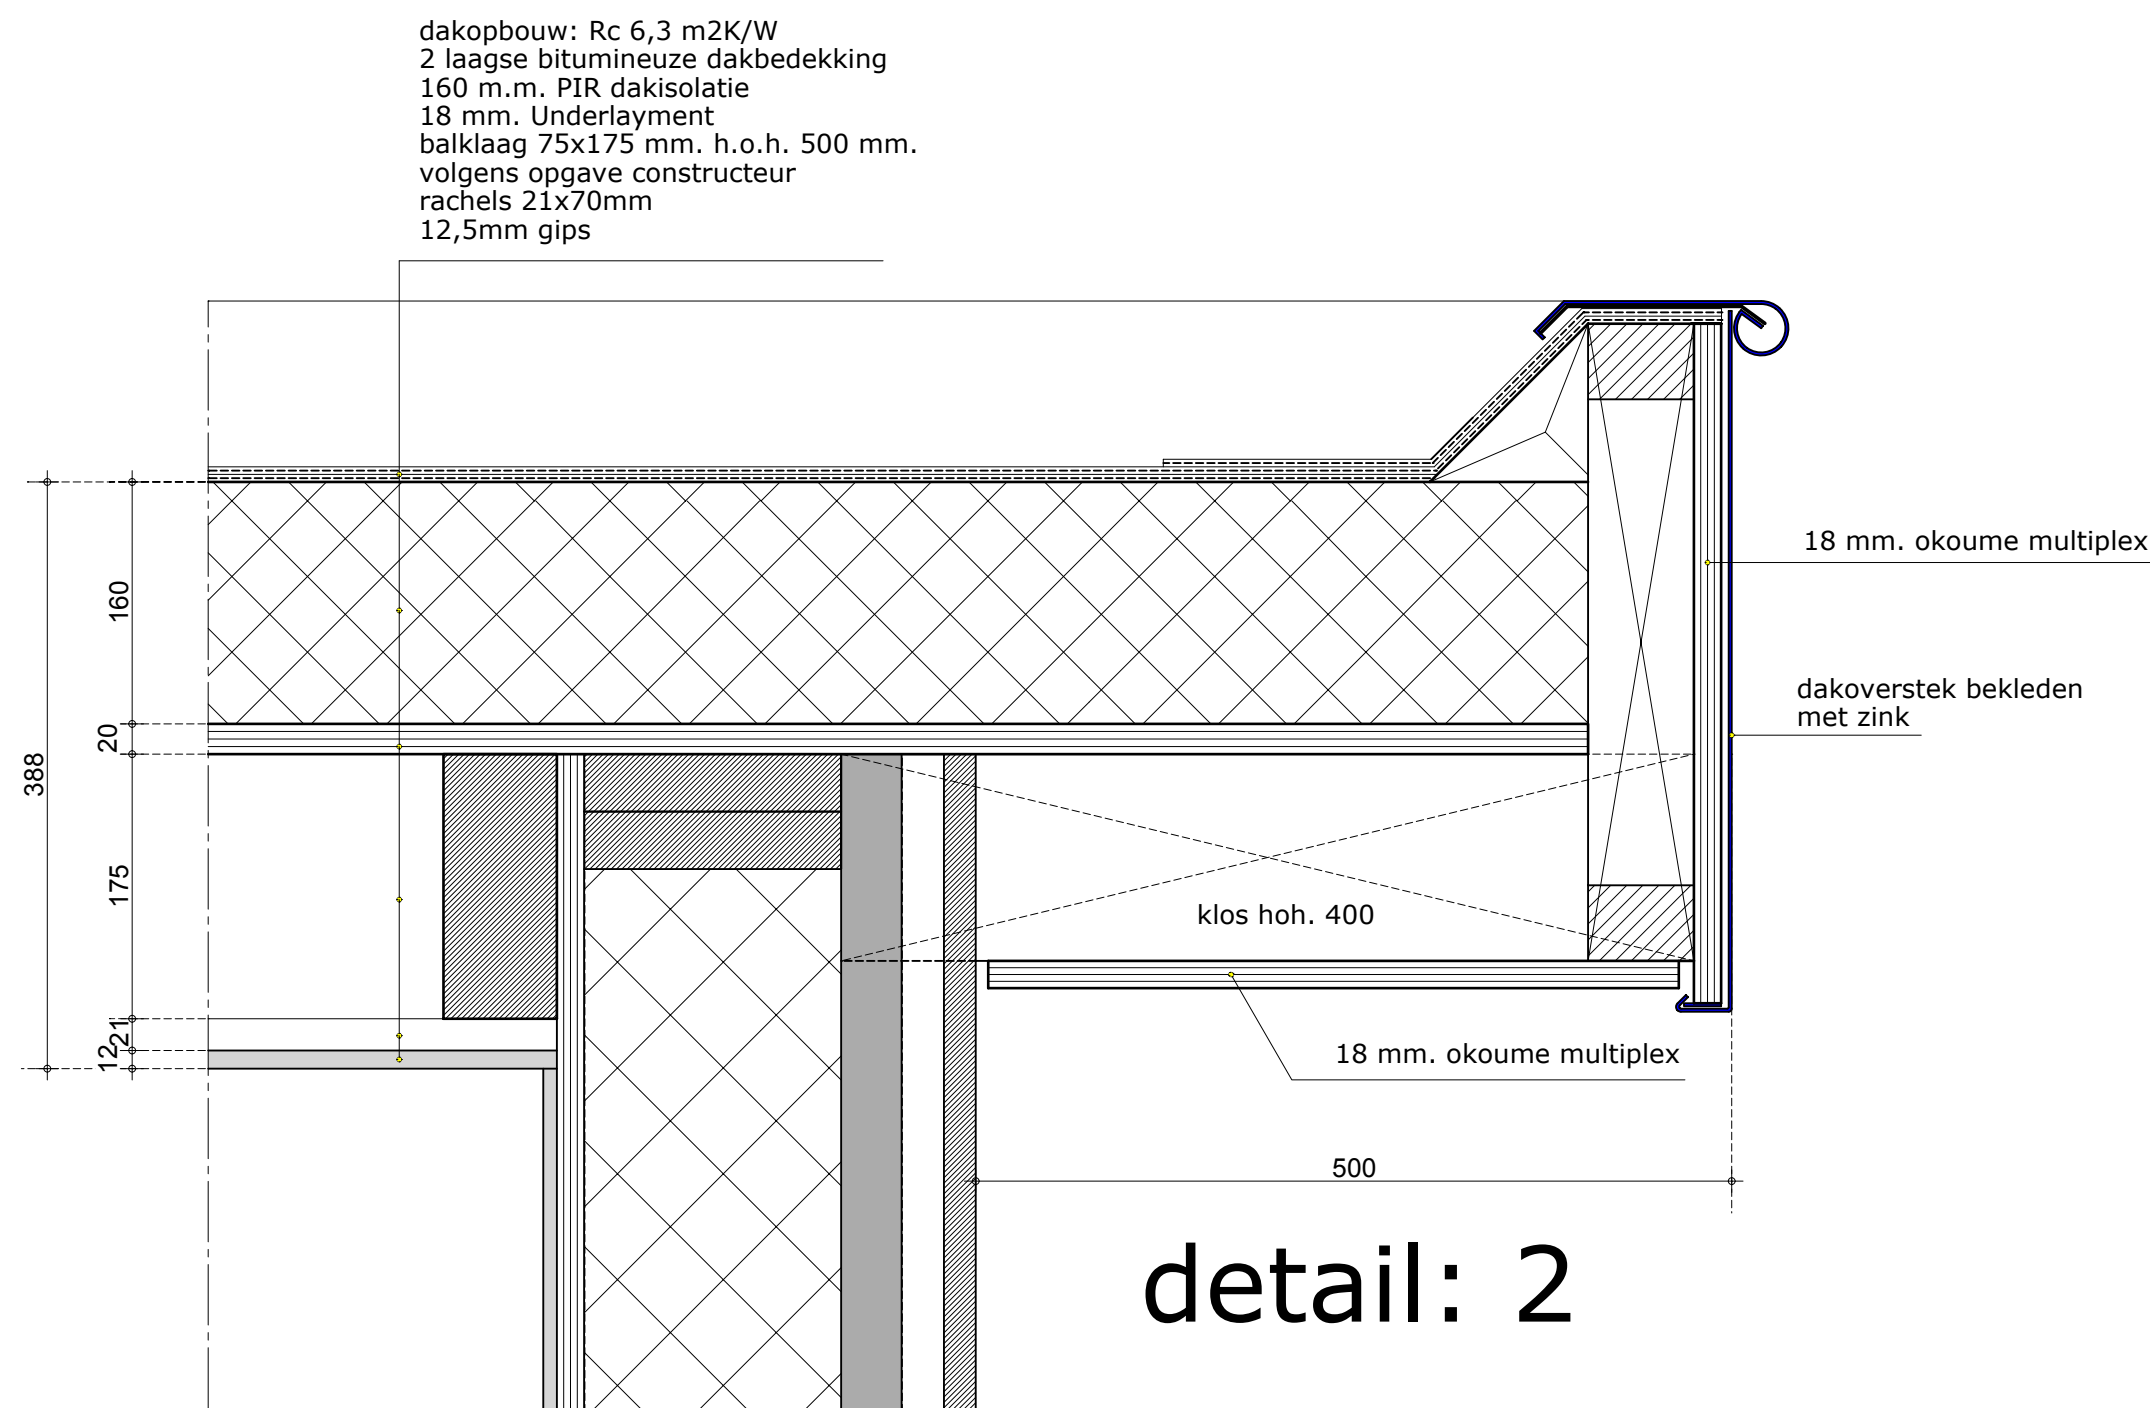 dakopbouw: Rc 6,3 m2K/W
2 laagse bitumineuze dakbedekking
160 m.m. PIR dakisolatie
18 mm. Underlayment
balklaag 75x175 mm. h.o.h. 500 mm.
volgens opgave constructeur
rachels 21x70mm
12,5mm gips
18 mm. okoume multiplex
160
dakoverstek bekleden
met zink
20
388
175
klos hoh. 400
21
12
18 mm. okoume multiplex
500
detail: 2